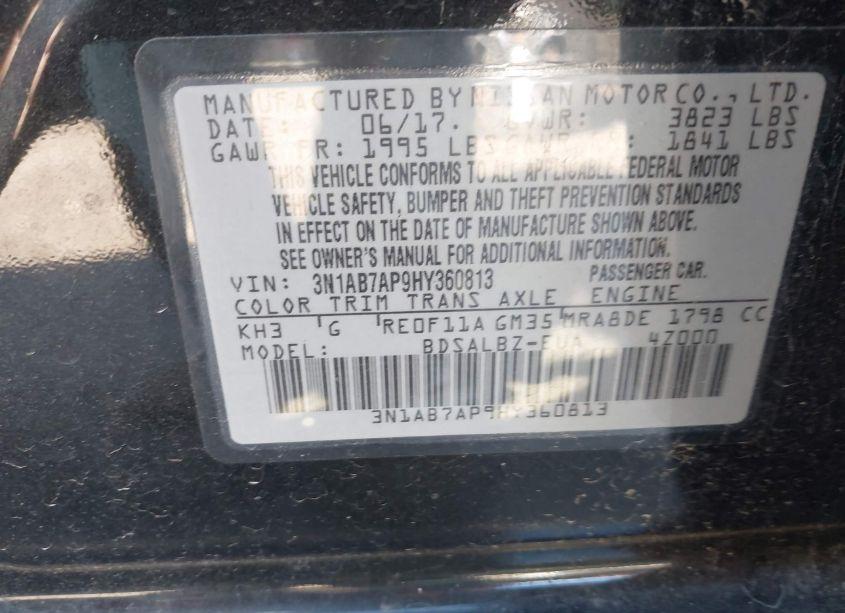 MANUFACTURED BY NISSAN MOTOR CO., LTD.
DATE: 06/17. GVWR: 3823 LBS
GAWR FR: 1995 LBS GAWR 1841 LBS
THIS VEHICLE CONFORMS TO ALL APPLICABLE FEDERAL MOTOR
VEHICLE SAFETY, BUMPER AND THEFT PREVENTION STANDARDS
IN EFFECT ON THE DATE OF MANUFACTURE SHOWN ABOVE.
SEE OWNER'S MANUAL FOR ADDITIONAL INFORMATION.
VIN: 3N1AB7AP9HY360813 PASSENGER CAR.
COLOR TRIM TRANS AXLE ENGINE
KH3 G RE0F11A GM35 MRA8DE 1798 CC
MODEL: BDSALBZ-EUA 4Z000
3N1AB7AP9HY360813